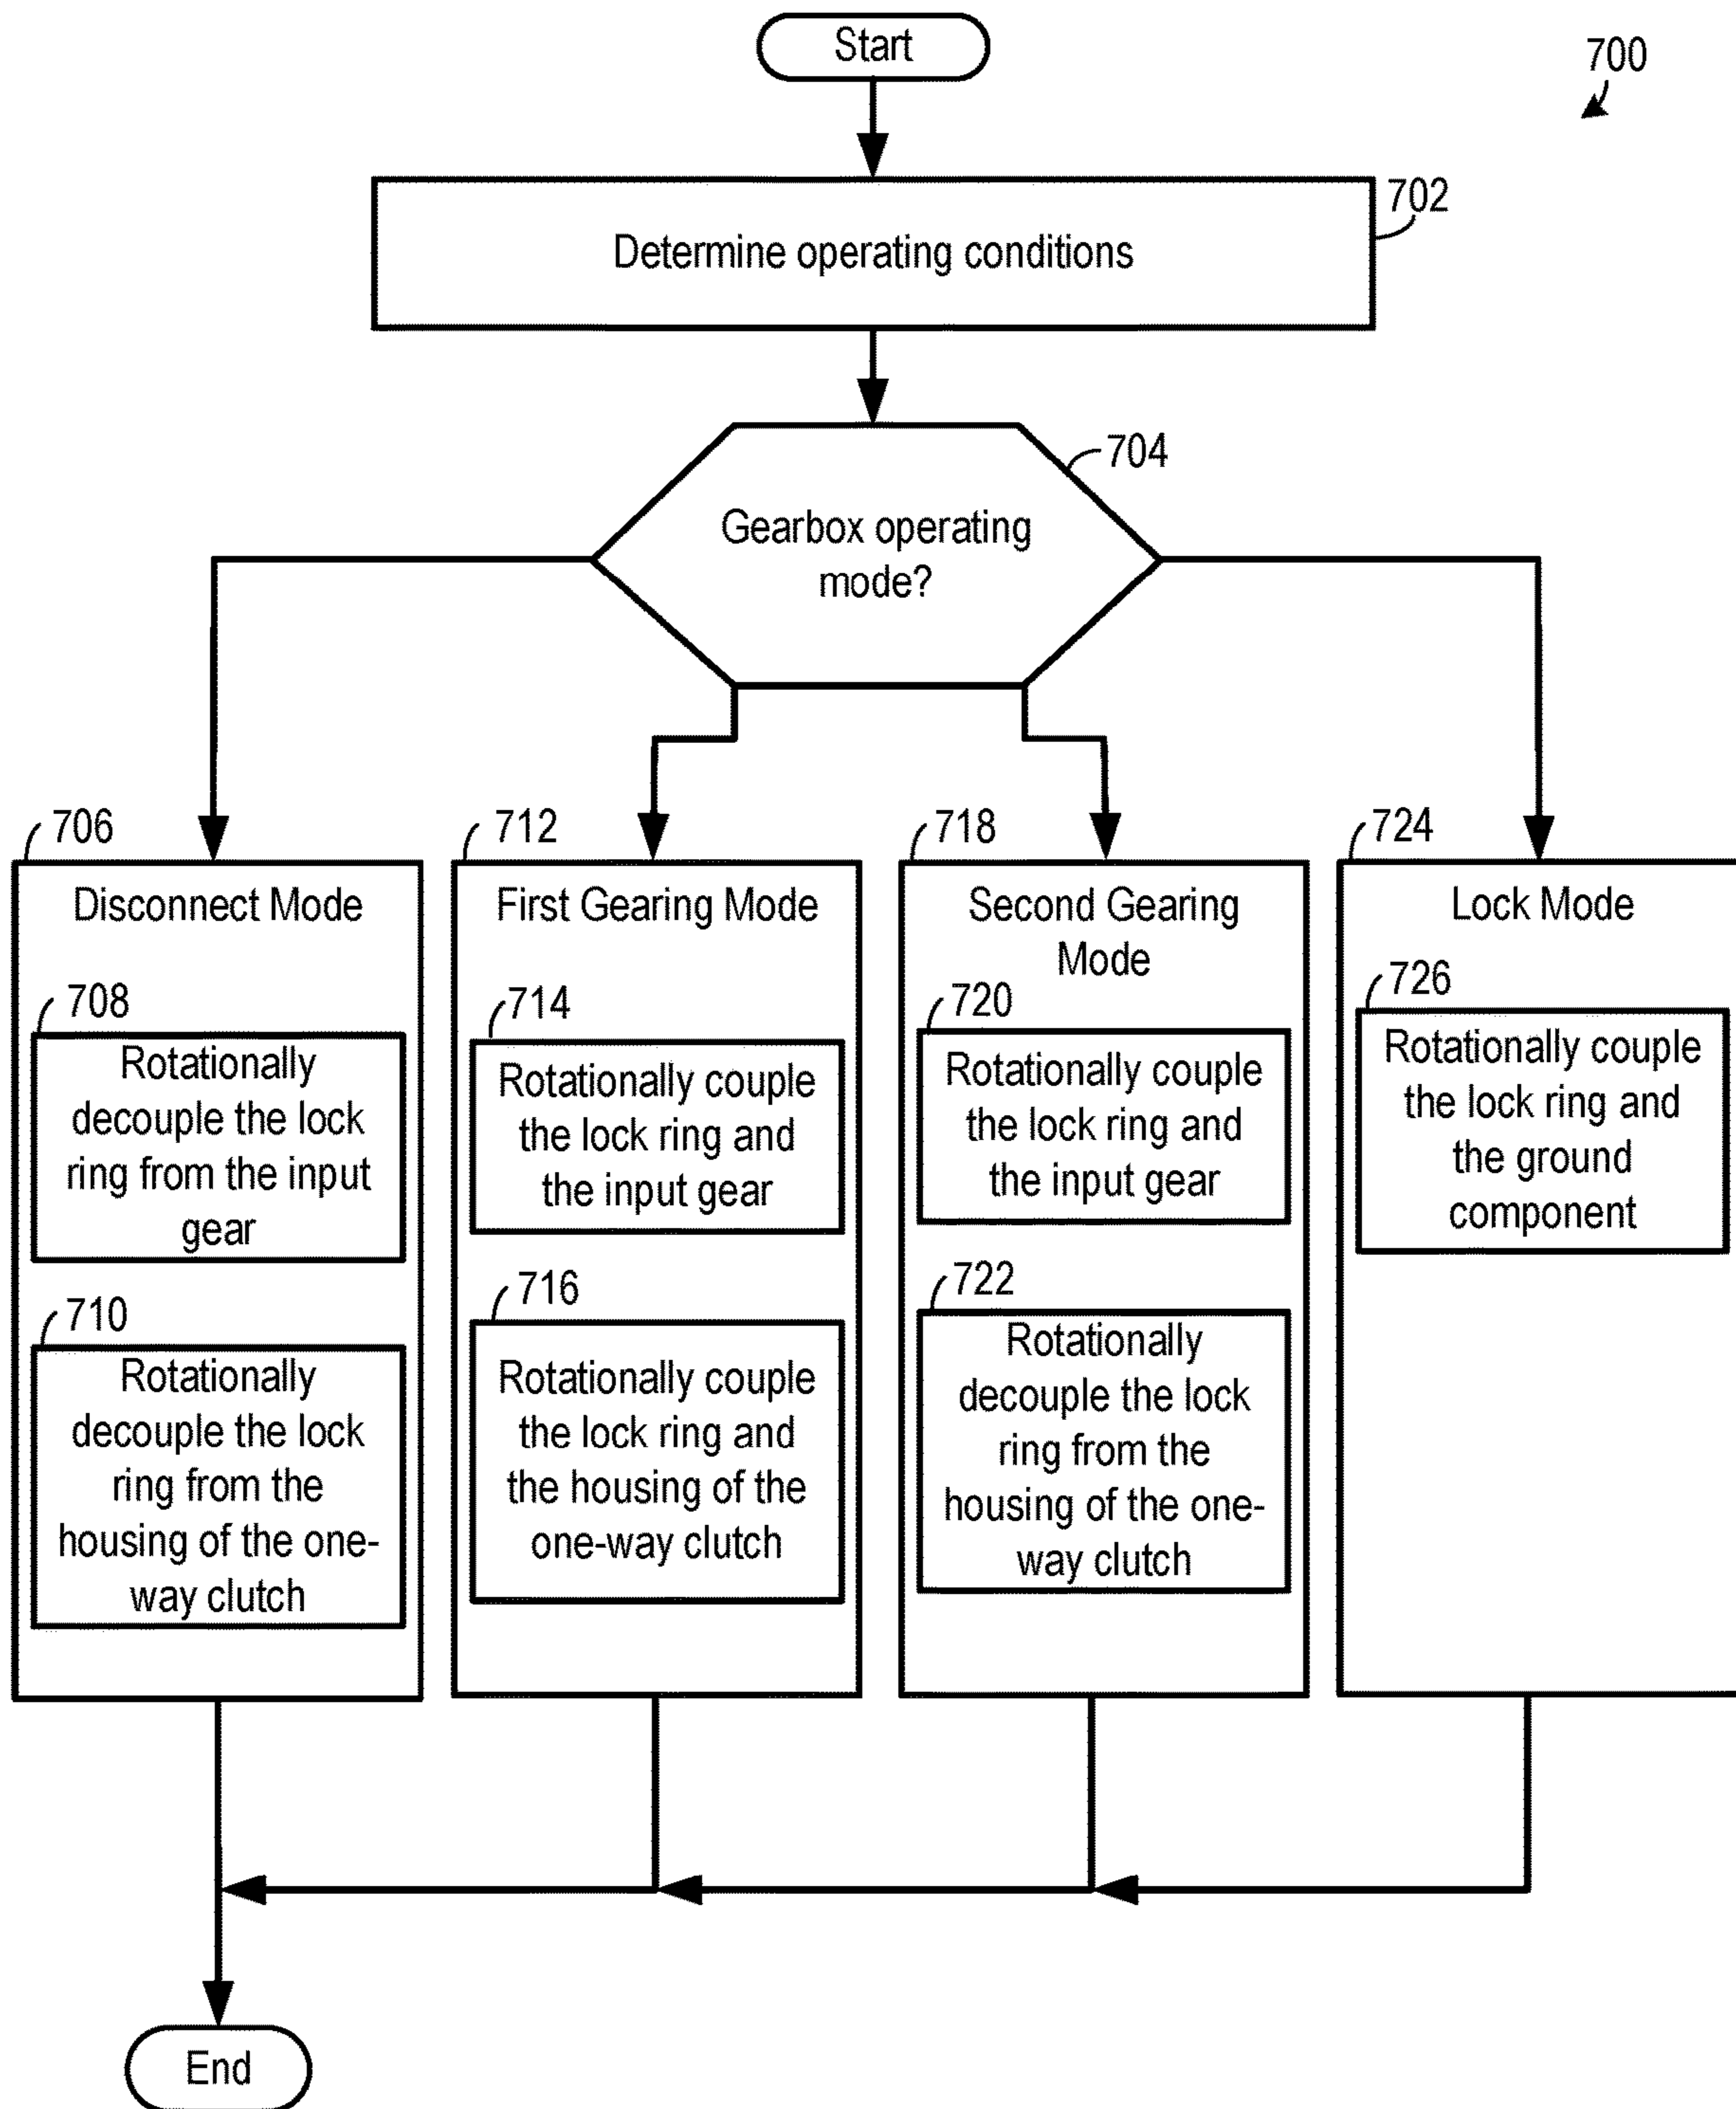 Start
700
702
Determine operating conditions
704
Gearbox operating
mode?
706
Disconnect Mode
708
Rotationally
decouple the lock
ring from the input
gear
710
Rotationally
decouple the lock
ring from the
housing of the one-
way clutch
712
First Gearing Mode
714
Rotationally couple
the lock ring and
the input gear
716
Rotationally couple
the lock ring and
the housing of the
one-way clutch
718
Second Gearing
Mode
720
Rotationally couple
the lock ring and
the input gear
722
Rotationally
decouple the lock
ring from the
housing of the one-
way clutch
724
Lock Mode
726
Rotationally couple
the lock ring and
the ground
component
End